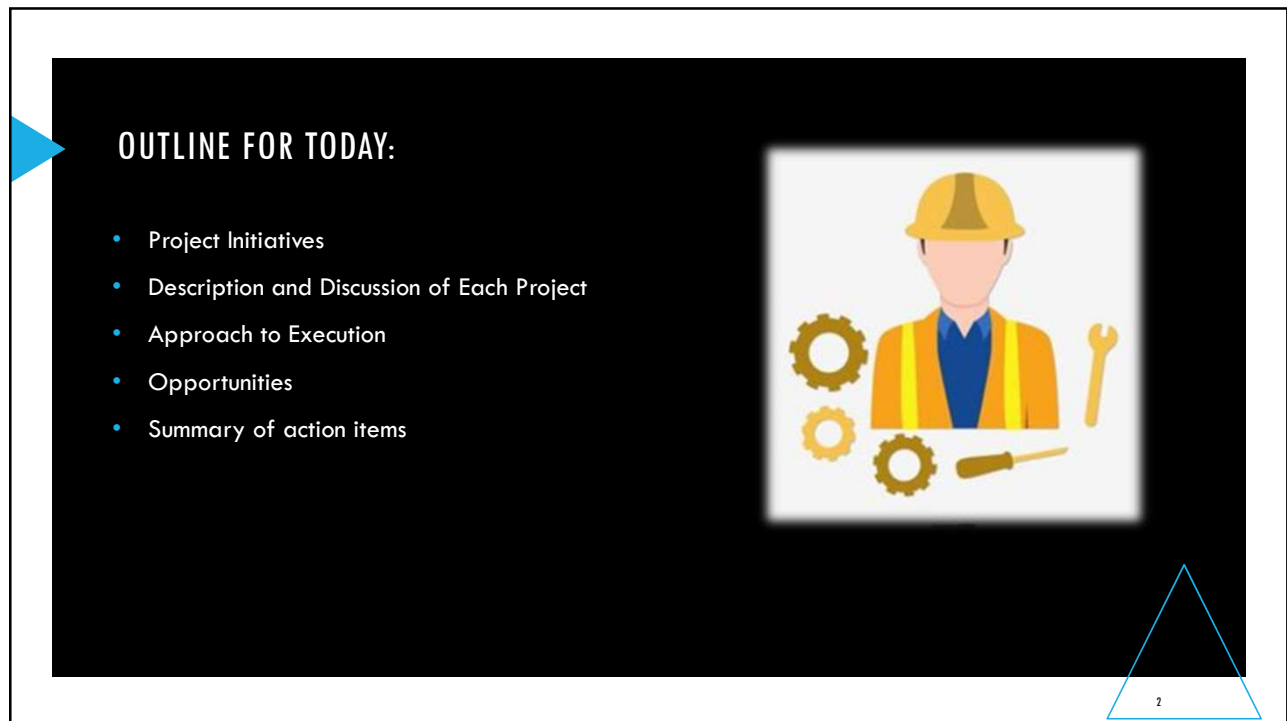 OUTLINE FOR TODAY:
• Project Initiatives
• Description and Discussion of Each Project
• Approach to Execution
• Opportunities
• Summary of action items
2